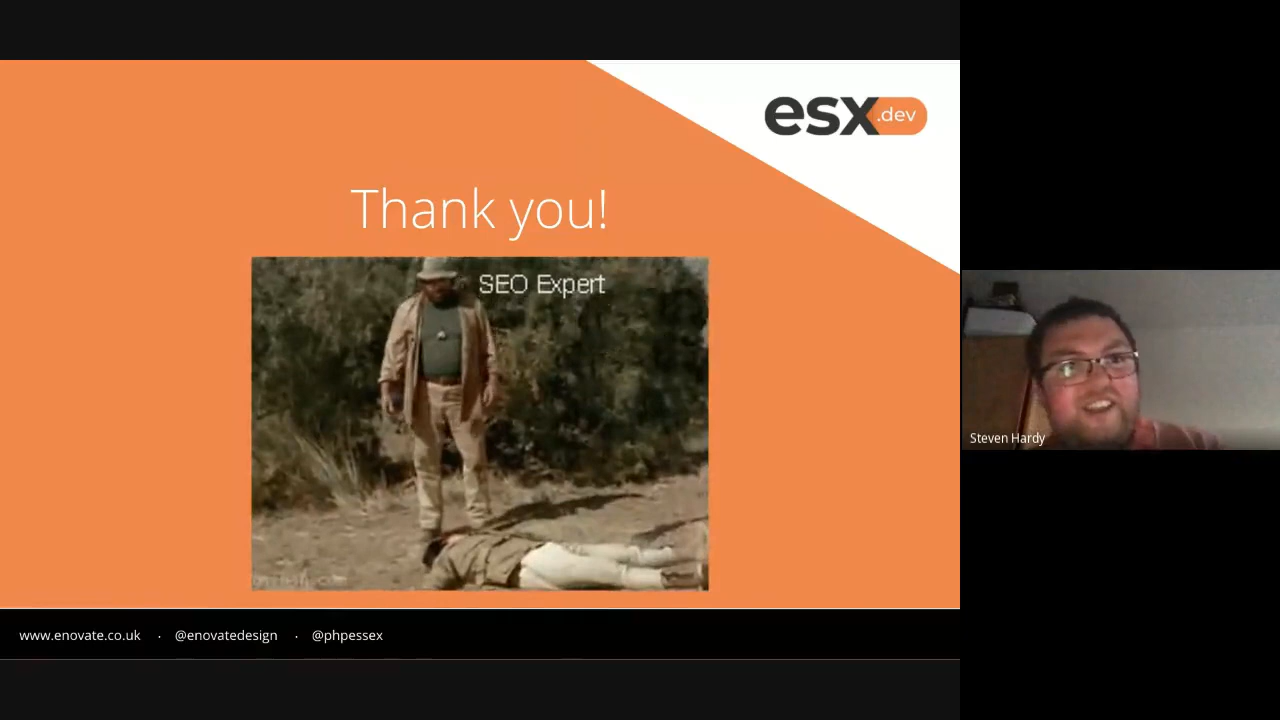 esx.dev
Thank you!
SEO Expert
Steven Hardy
www.enovate.co.uk · @enovatedesign · @phpessex